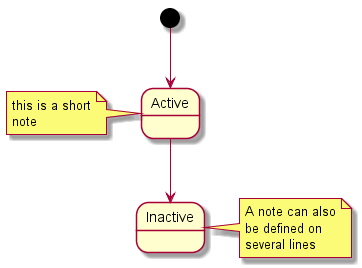 Active
this is a short
note
Inactive
A note can also
be defined on
several lines